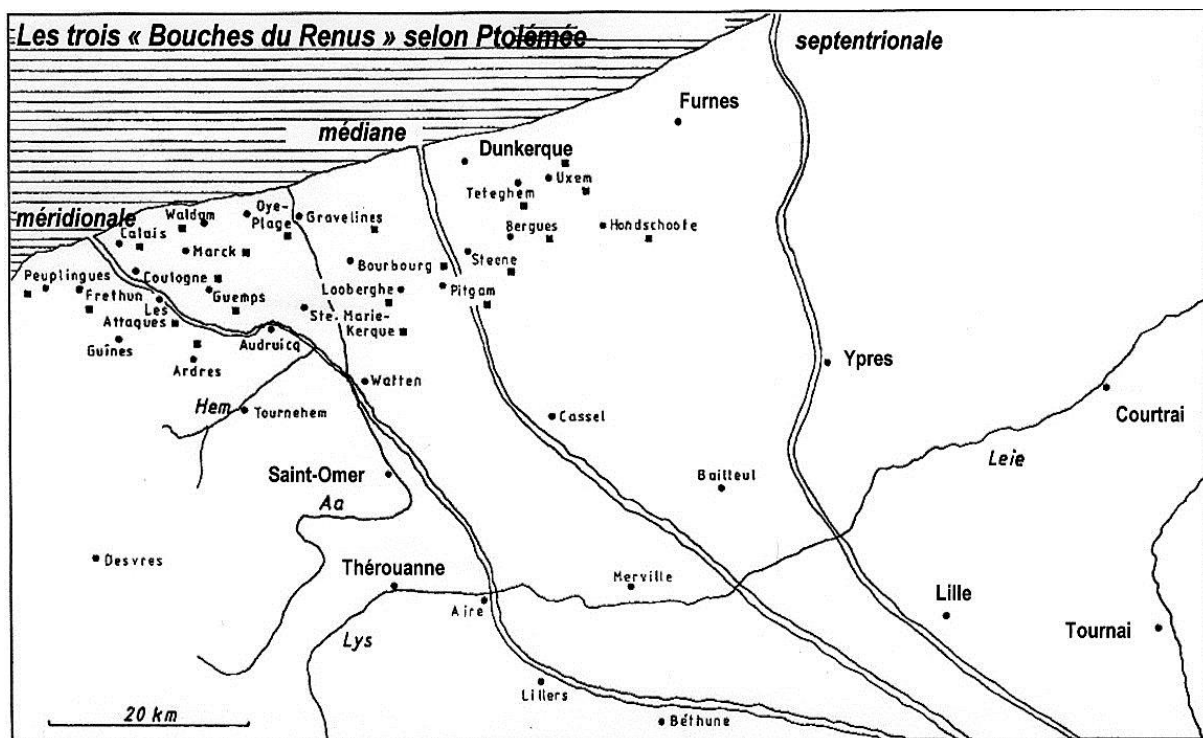 Les trois « Bouches du Renus » selon Ptolémée
septentrionale
Furnes
médiane
Dunkerque
Uxem
Teteghem
Oye-
Plage
Gravelines
Waldam
méridionale
Calais
Marck
Bergues
Hondschoote
Steene
Bourbourg
Peuplingues
Coulogne
Frethun
Les
Attaques
Guemps
Looberghe
Pitgam
Ste. Marie-
Kerque
Guînes
Audruicq
Ardres
Watten
Ypres
Hem
Tournehem
Cassel
Courtrai
Leie
Saint-Omer
Bailleul
Aa
Desvres
Thérouanne
Merville
Aire
Lille
Tournai
Lys
Lillers
Béthune
20 km